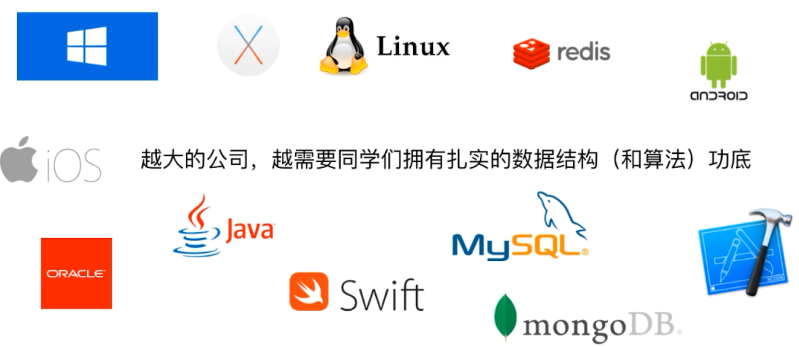 Linux
redis
ANDROID
iOS
越大的公司，越需要同学们拥有扎实的数据结构（和算法）功底
Java
MySQL®
ORACLE®
Swift
mongoDB®